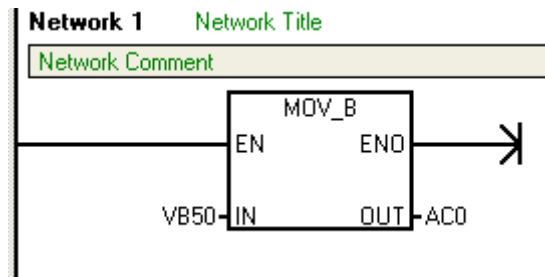 Network 1 Network Title
Network Comment
MOV_B
EN ENO
VB50 IN OUT AC0